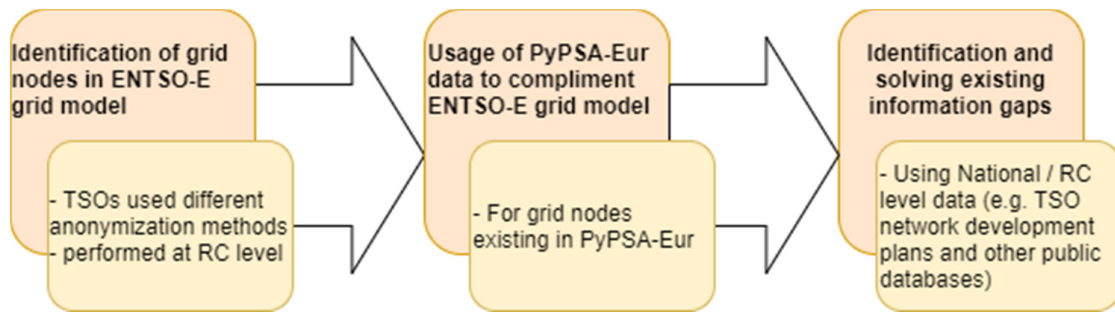 Identification of grid
nodes in ENTSO-E
grid model
- TSOs used different
anonymization methods
- performed at RC level
Usage of PyPSA-Eur
data to compliment
ENTSO-E grid model
- For grid nodes
existing in PyPSA-Eur
Identification and
solving existing
information gaps
- Using National / RC
level data (e.g. TSO
network development
plans and other public
databases)